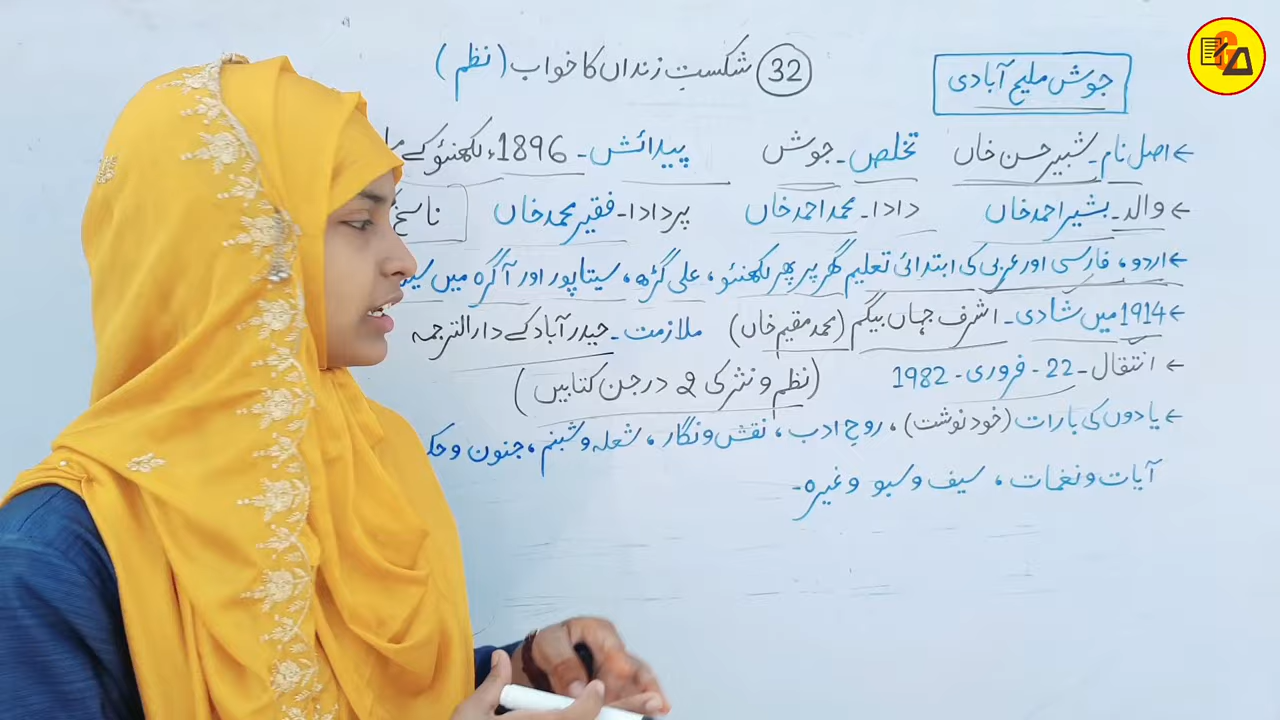 جوش ملیح آبادی
32 شکستِ زنداں کا خواب (نظم)
← اصل نام۔ شبیر حسن خاں تخلص۔ جوش پیدائش۔ 1896ء لکھنئو کے
← والد۔ بشیر احمد خاں دادا۔ محمد احمد خاں پردادا۔ فقیر محمد خاں ناسخ
← اردو، فارسی اور عربی کی ابتدائی تعلیم گھر پر پھر لکھنئو، علی گڑھ، سیتاپور اور آگرہ میں
← 1914 میں شادی۔ اشرف جہاں بیگم (محمد مقیم خاں) ملازمت۔ حیدر آباد کے دارالترجمہ
← انتقال۔ 22 - فروری - 1982 (نظم و نثر کی 2 درجن کتابیں)
← یادوں کی بارات (خود نوشت)، روحِ ادب، نقش و نگار، شعلہ و شبنم، جنون و
آیات و نغمات، سیف و سبو وغیرہ۔